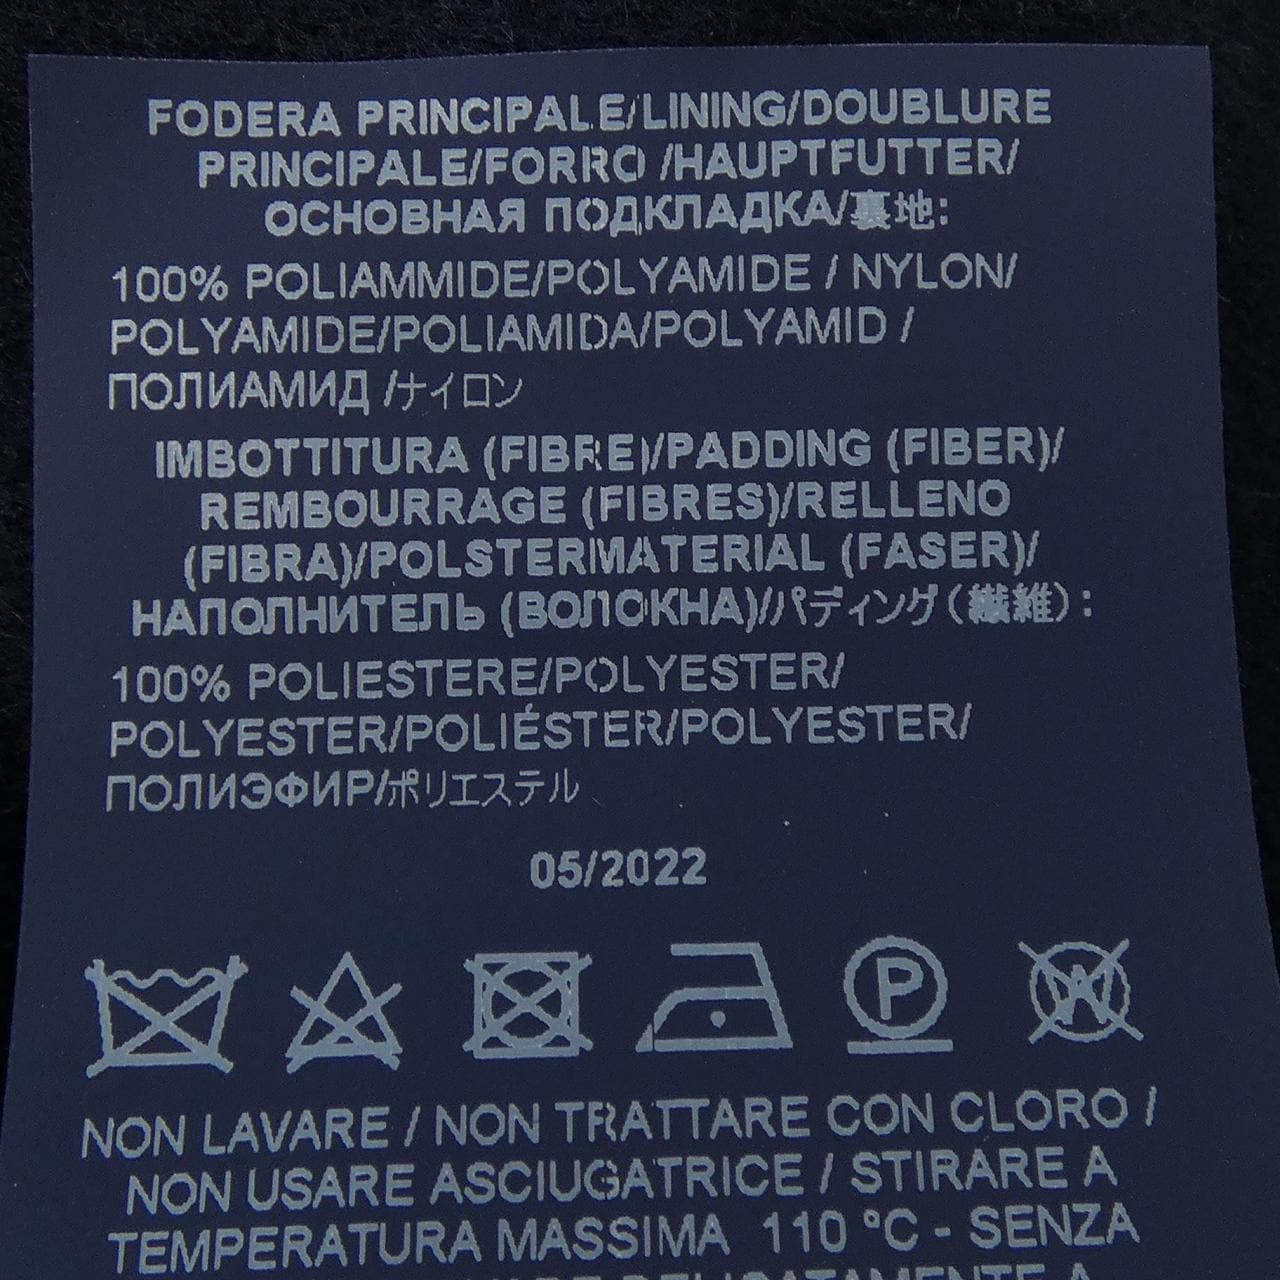 FODERA PRINCIPALE/LINING/DOUBLURE
PRINCIPALE/FORRO /HAUPTFUTTER/
ОСНОВНАЯ ПОДКЛАДКА/裏地:
100% POLIAMMIDE/POLYAMIDE / NYLON/
POLYAMIDE/POLIAMIDA/POLYAMID /
ПОЛИАМИД /ナイロン
IMBOTTITURA (FIBRE)/PADDING (FIBER)/
REMBOURRAGE (FIBRES)/RELLENO
(FIBRA)/POLSTERMATERIAL (FASER)/
НАПОЛНИТЕЛЬ (ВОЛОКНА)/パディング(繊維):
100% POLIESTERE/POLYESTER/
POLYESTER/POLIÉSTER/POLYESTER/
ПОЛИЭФИР/ポリエステル
05/2022
P W
NON LAVARE / NON TRATTARE CON CLORO /
NON USARE ASCIUGATRICE / STIRARE A
TEMPERATURA MASSIMA 110 °C - SENZA
DELICATAMENTE A